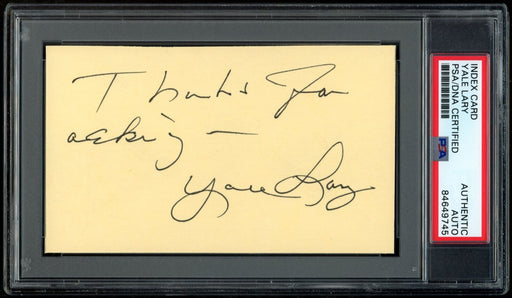 Thanks for
asking —
Yale Lary
INDEX CARD
YALE LARY
PSA/DNA CERTIFIED
PSA
AUTHENTIC
AUTO
84649745